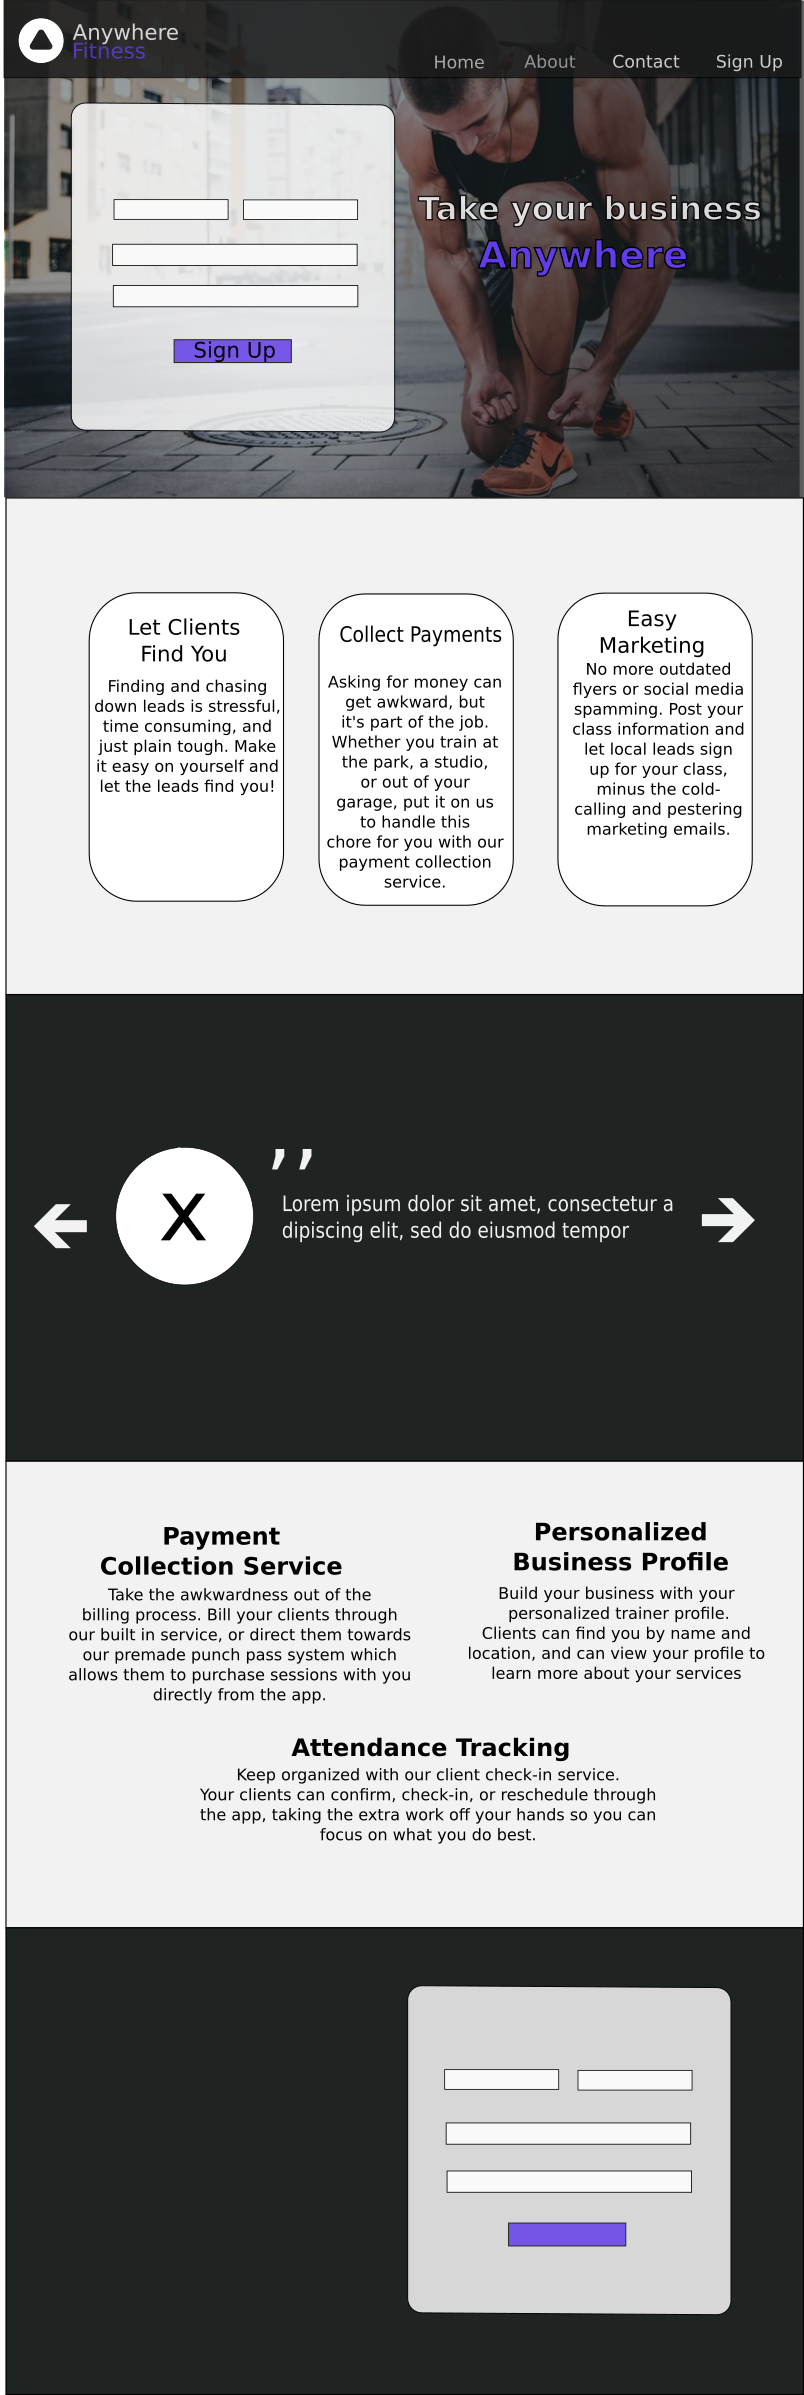 Anywhere
Fitness
Home About Contact Sign Up
Take your business
Anywhere
Sign Up
Let Clients
Find You
Finding and chasing
down leads is stressful,
time consuming, and
just plain tough. Make
it easy on yourself and
let the leads find you!
Collect Payments
Asking for money can
get awkward, but
it's part of the job.
Whether you train at
the park, a studio,
or out of your
garage, put it on us
to handle this
chore for you with our
payment collection
service.
Easy
Marketing
No more outdated
flyers or social media
spamming. Post your
class information and
let local leads sign
up for your class,
minus the cold-
calling and pestering
marketing emails.
X
,,
Lorem ipsum dolor sit amet, consectetur a
dipiscing elit, sed do eiusmod tempor
Payment
Collection Service
Take the awkwardness out of the
billing process. Bill your clients through
our built in service, or direct them towards
our premade punch pass system which
allows them to purchase sessions with you
directly from the app.
Personalized
Business Profile
Build your business with your
personalized trainer profile.
Clients can find you by name and
location, and can view your profile to
learn more about your services
Attendance Tracking
Keep organized with our client check-in service.
Your clients can confirm, check-in, or reschedule through
the app, taking the extra work off your hands so you can
focus on what you do best.